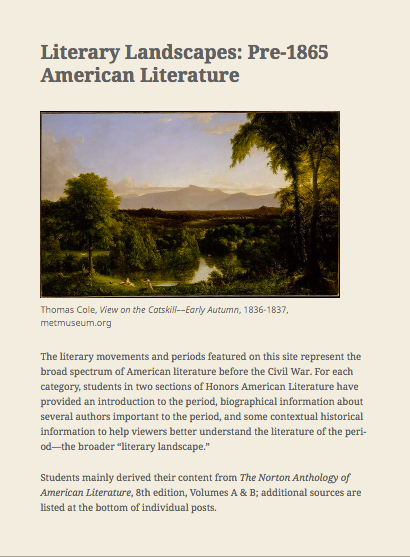 Literary Landscapes: Pre-1865
American Literature
Thomas Cole, View on the Catskill––Early Autumn, 1836-1837,
metmuseum.org
The literary movements and periods featured on this site represent the
broad spectrum of American literature before the Civil War. For each
category, students in two sections of Honors American Literature have
provided an introduction to the period, biographical information about
several authors important to the period, and some contextual historical
information to help viewers better understand the literature of the peri-
od—the broader “literary landscape.”
Students mainly derived their content from The Norton Anthology of
American Literature, 8th edition, Volumes A & B; additional sources are
listed at the bottom of individual posts.